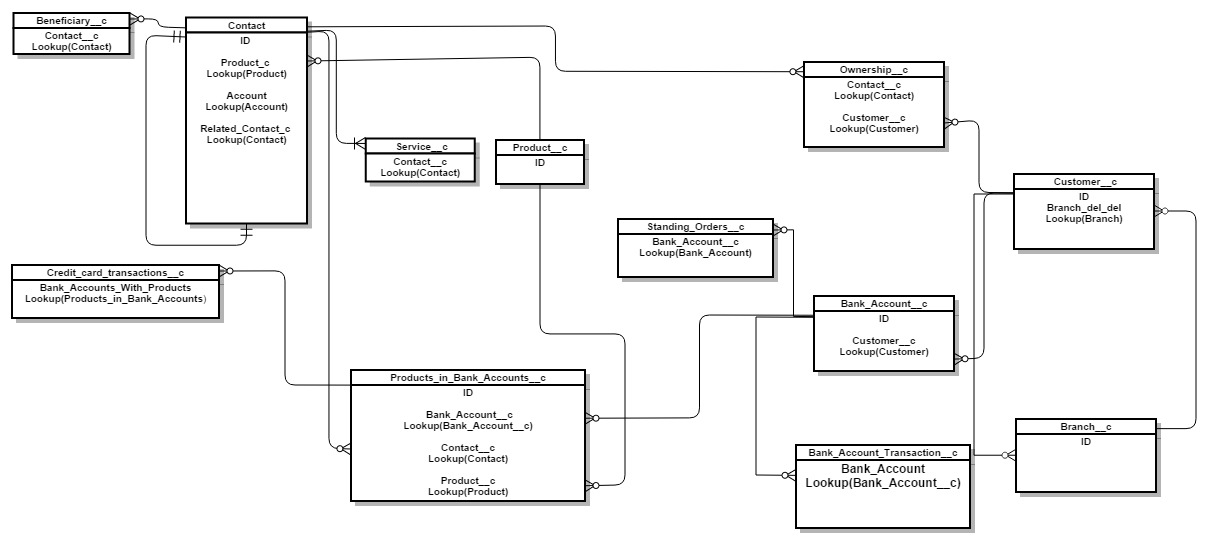 Beneficiary__c
Contact__c
Lookup(Contact)
Contact
ID
Product_c
Lookup(Product)
Account
Lookup(Account)
Related_Contact_c
Lookup(Contact)
Ownership__c
Contact__c
Lookup(Contact)
Customer__c
Lookup(Customer)
Service__c
Contact__c
Lookup(Contact)
Product__c
ID
Customer__c
ID
Branch_del_del
Lookup(Branch)
Standing_Orders__c
Bank_Account__c
Lookup(Bank_Account)
Credit_card_transactions__c
Bank_Accounts_With_Products
Lookup(Products_in_Bank_Accounts)
Bank_Account__c
ID
Customer__c
Lookup(Customer)
Products_in_Bank_Accounts__c
ID
Bank_Account__c
Lookup(Bank_Account__c)
Contact__c
Lookup(Contact)
Product__c
Lookup(Product)
Bank_Account_Transaction__c
Bank_Account
Lookup(Bank_Account__c)
Branch__c
ID